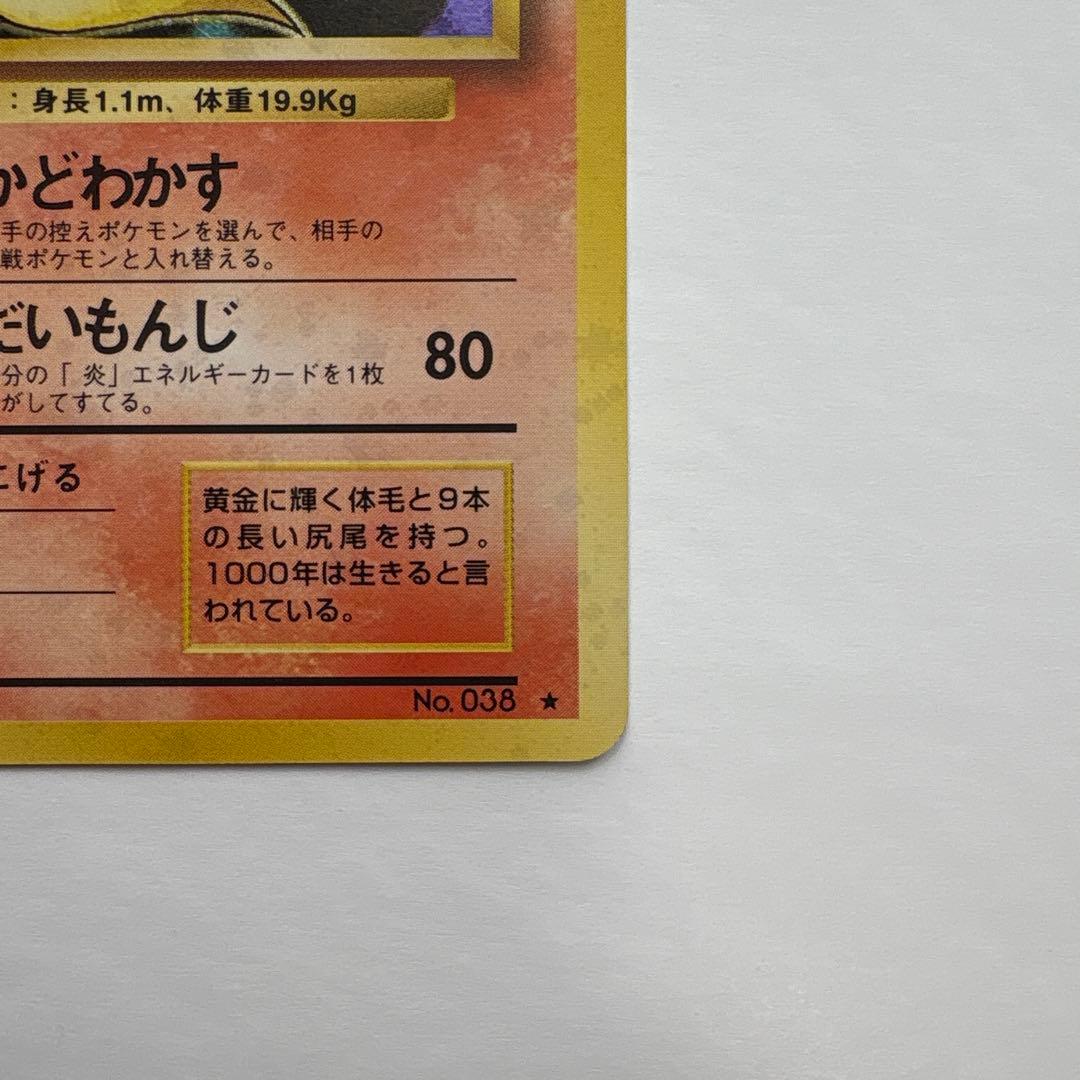 ：身長1.1m、体重19.9Kg
かどわかす
手の控えポケモンを選んで、相手の
戦ポケモンと入れ替える。
だいもんじ
80
分の「炎」エネルギーカードを1枚
がしてすてる。
にげる
黄金に輝く体毛と9本
の長い尻尾を持つ。
1000年は生きると言
われている。
No. 038 ★